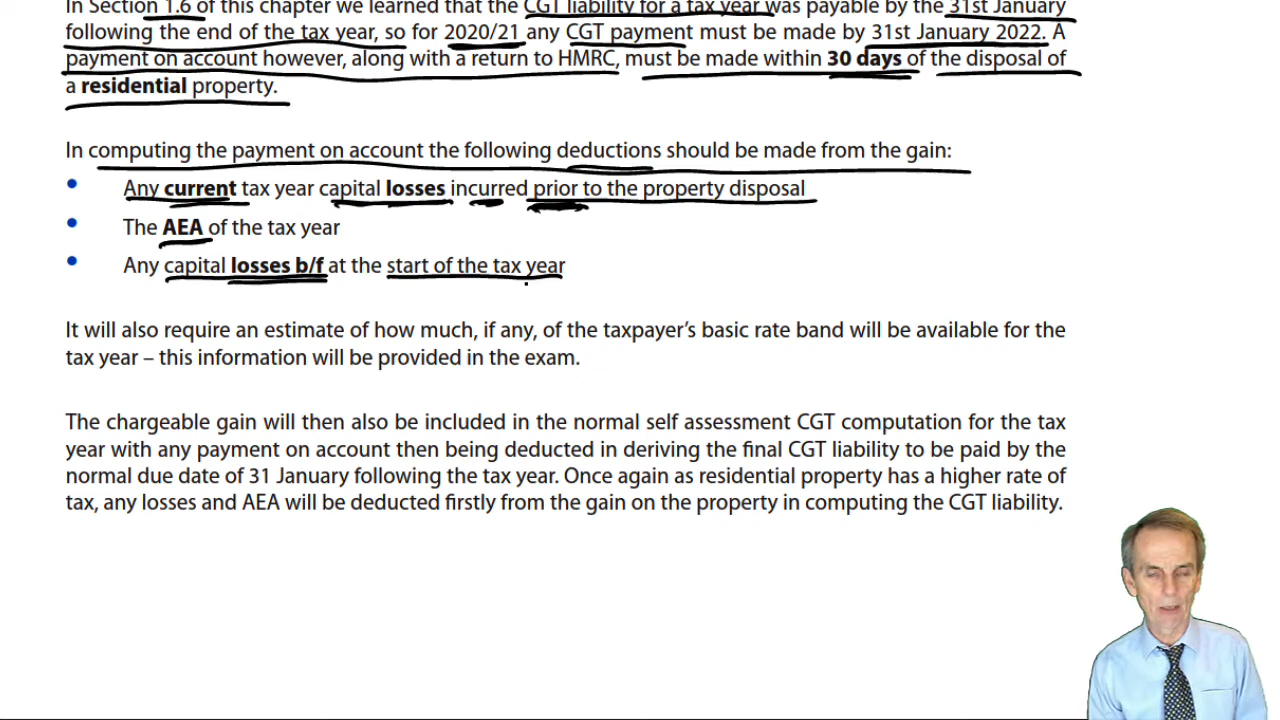 In Section 1.6 of this chapter we learned that the CGT liability for a tax year was payable by the 31st January
following the end of the tax year, so for 2020/21 any CGT payment must be made by 31st January 2022. A
payment on account however, along with a return to HMRC, must be made within 30 days of the disposal of
a residential property.
In computing the payment on account the following deductions should be made from the gain:
• Any current tax year capital losses incurred prior to the property disposal
• The AEA of the tax year
• Any capital losses b/f at the start of the tax year
It will also require an estimate of how much, if any, of the taxpayer’s basic rate band will be available for the
tax year – this information will be provided in the exam.
The chargeable gain will then also be included in the normal self assessment CGT computation for the tax
year with any payment on account then being deducted in deriving the final CGT liability to be paid by the
normal due date of 31 January following the tax year. Once again as residential property has a higher rate of
tax, any losses and AEA will be deducted firstly from the gain on the property in computing the CGT liability.